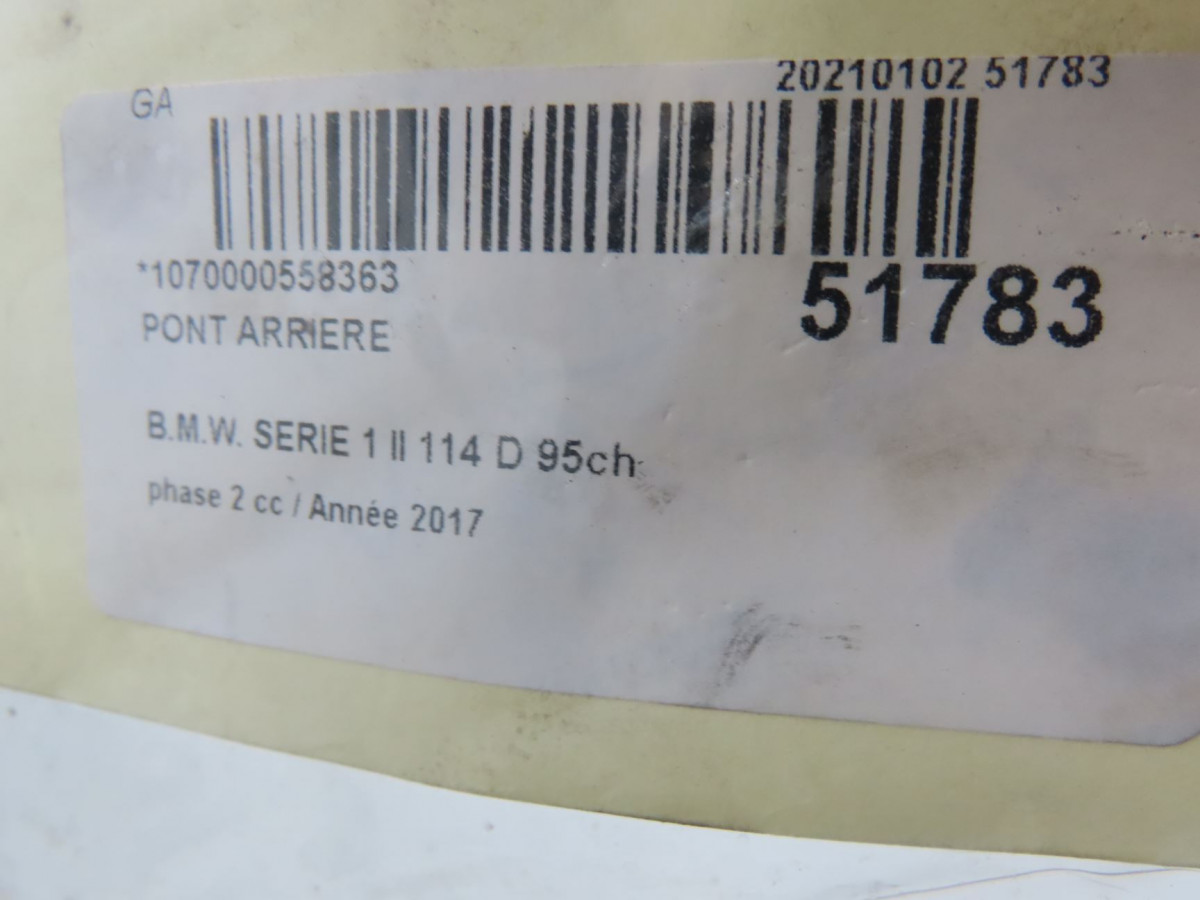 GA
20210102 51783
*1070000558363
51783
PONT ARRIERE
B.M.W. SERIE 1 II 114 D 95ch
phase 2 cc / Année 2017